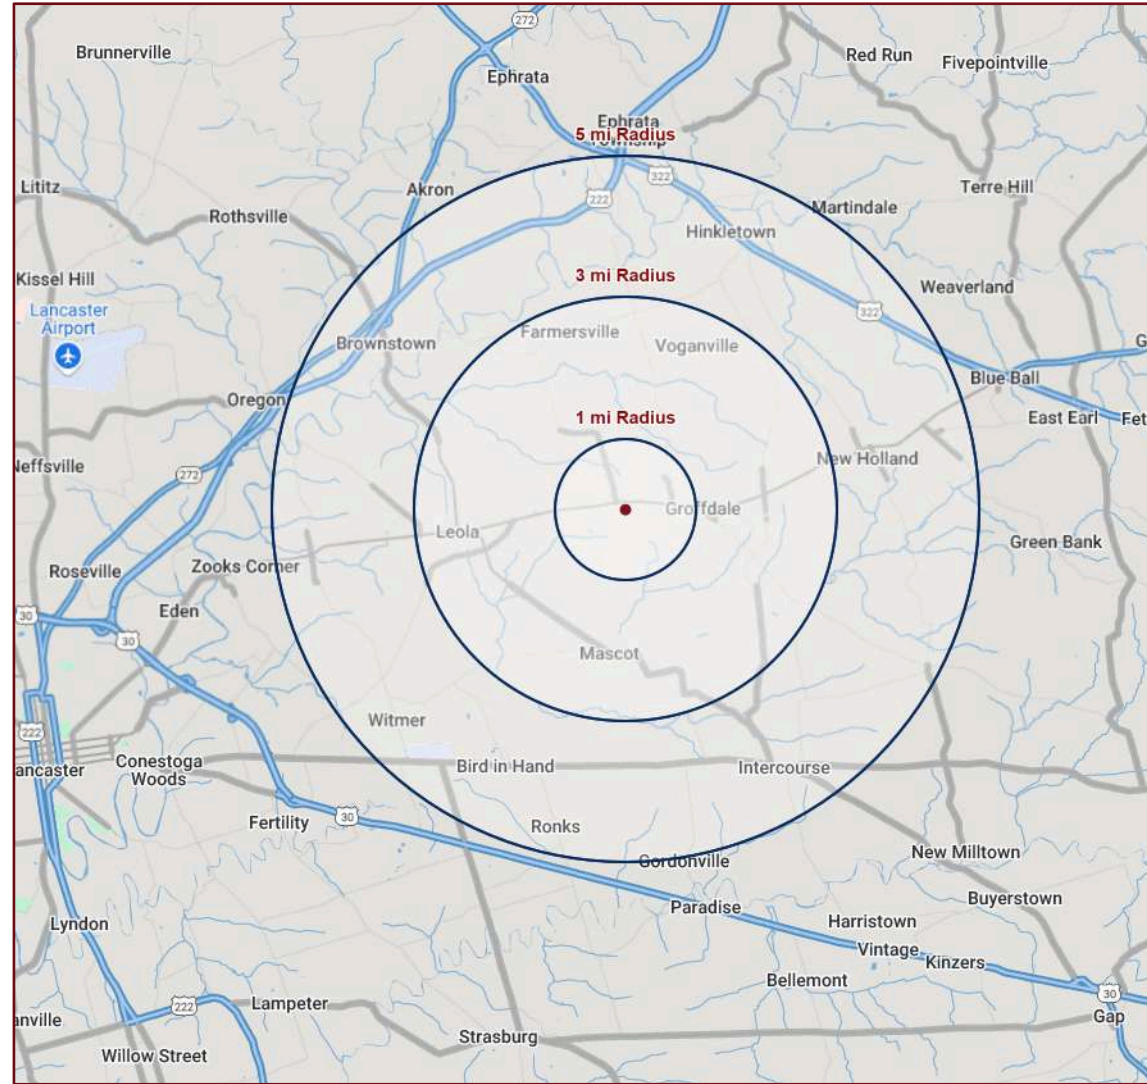 272
Brunnerville
Red Run
Fivepointville
Ephrata
Ephrata
Township
5 mi Radius
322
Lititz
Akron
Terre Hill
222
Rothsville
Martindale
Hinkletown
Kissel Hill
3 mi Radius
Weaverland
Lancaster
Airport
322
Farmersville
Brownstown
Voganville
G
Blue Ball
Oregon
1 mi Radius
East Earl
Fet
Neffsville
New Holland
272
Groffdale
Leola
Green Bank
Zooks Corner
Roseville
Eden
30
30
Mascot
Witmer
222
Conestoga
Woods
ancaster
Bird in Hand
Intercourse
30
Fertility
Ronks
Gordonville
New Milltown
Buyerstown
Paradise
Harristown
Lyndon
Vintage
Kinzers
Bellemont
30
222
Lampeter
Gap
anville
Strasburg
Willow Street